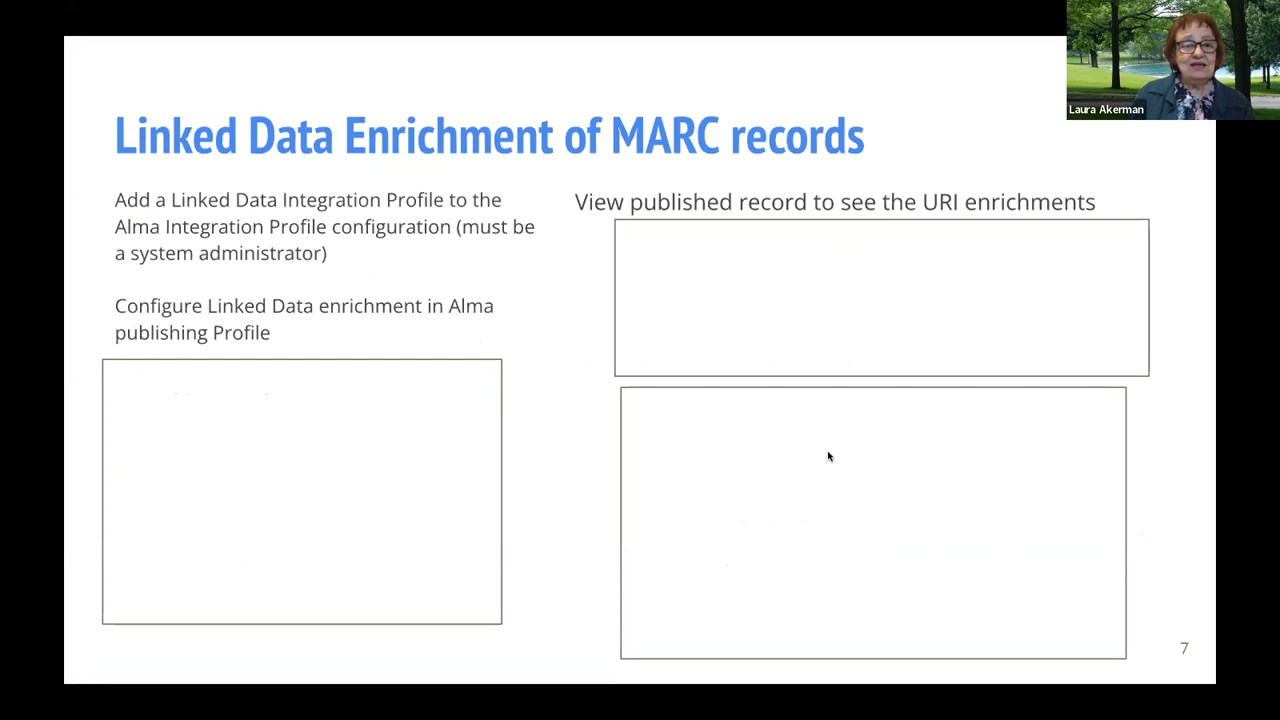 Laura Akerman
Linked Data Enrichment of MARC records
Add a Linked Data Integration Profile to the
Alma Integration Profile configuration (must be
a system administrator)
Configure Linked Data enrichment in Alma
publishing Profile
View published record to see the URI enrichments
7